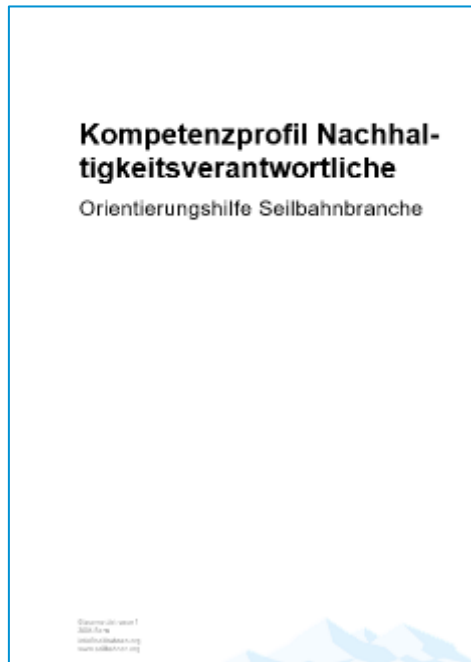 Kompetenzprofil Nachhal-
tigkeitsverantwortliche
Orientierungshilfe Seilbahnbranche